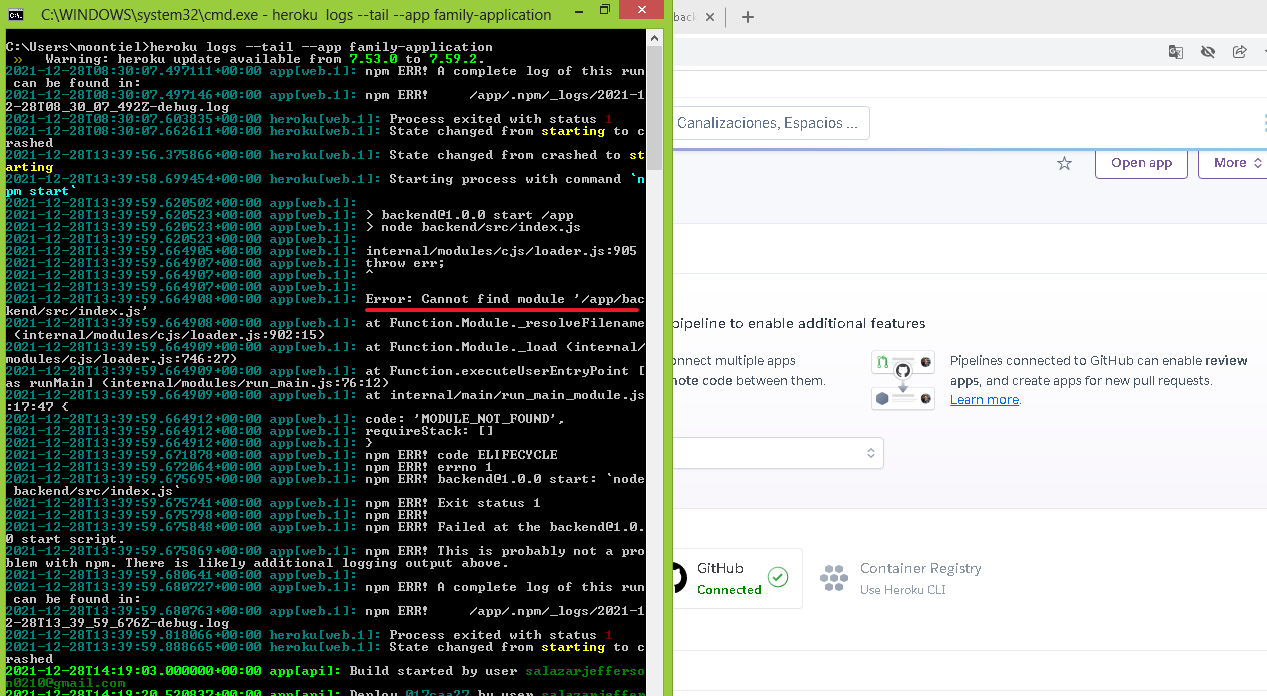 C:\WINDOWS\system32\cmd.exe - heroku logs --tail --app family-application
C:\Users\moontiel>heroku logs --tail --app family-application
»   Warning: heroku update available from 7.53.0 to 7.59.2.
2021-12-28T08:30:07.497111+00:00 app[web.1]: npm ERR! A complete log of this run
can be found in:
2021-12-28T08:30:07.497146+00:00 app[web.1]: npm ERR!     /app/.npm/_logs/2021-1
2-28T08_30_07_492Z-debug.log
2021-12-28T08:30:07.603835+00:00 heroku[web.1]: Process exited with status 1
2021-12-28T08:30:07.662611+00:00 heroku[web.1]: State changed from starting to c
rashed
2021-12-28T13:39:56.375866+00:00 heroku[web.1]: State changed from crashed to st
arting
2021-12-28T13:39:58.699454+00:00 heroku[web.1]: Starting process with command `n
pm start`
2021-12-28T13:39:59.620502+00:00 app[web.1]:
2021-12-28T13:39:59.620523+00:00 app[web.1]: > backend@1.0.0 start /app
2021-12-28T13:39:59.620523+00:00 app[web.1]: > node backend/src/index.js
2021-12-28T13:39:59.620523+00:00 app[web.1]:
2021-12-28T13:39:59.664905+00:00 app[web.1]: internal/modules/cjs/loader.js:905
2021-12-28T13:39:59.664907+00:00 app[web.1]: throw err;
2021-12-28T13:39:59.664907+00:00 app[web.1]: ^
2021-12-28T13:39:59.664907+00:00 app[web.1]:
2021-12-28T13:39:59.664908+00:00 app[web.1]: Error: Cannot find module '/app/bac
kend/src/index.js'
2021-12-28T13:39:59.664908+00:00 app[web.1]: at Function.Module._resolveFilename
(internal/modules/cjs/loader.js:902:15)
2021-12-28T13:39:59.664909+00:00 app[web.1]: at Function.Module._load (internal/
modules/cjs/loader.js:746:27)
2021-12-28T13:39:59.664909+00:00 app[web.1]: at Function.executeUserEntryPoint [
as runMain] (internal/modules/run_main.js:76:12)
2021-12-28T13:39:59.664909+00:00 app[web.1]: at internal/main/run_main_module.js
:17:47 {
2021-12-28T13:39:59.664912+00:00 app[web.1]: code: 'MODULE_NOT_FOUND',
2021-12-28T13:39:59.664912+00:00 app[web.1]: requireStack: []
2021-12-28T13:39:59.664912+00:00 app[web.1]: }
2021-12-28T13:39:59.671878+00:00 app[web.1]: npm ERR! code ELIFECYCLE
2021-12-28T13:39:59.672064+00:00 app[web.1]: npm ERR! errno 1
2021-12-28T13:39:59.675695+00:00 app[web.1]: npm ERR! backend@1.0.0 start: `node
backend/src/index.js`
2021-12-28T13:39:59.675741+00:00 app[web.1]: npm ERR! Exit status 1
2021-12-28T13:39:59.675798+00:00 app[web.1]: npm ERR!
2021-12-28T13:39:59.675848+00:00 app[web.1]: npm ERR! Failed at the backend@1.0.
0 start script.
2021-12-28T13:39:59.675869+00:00 app[web.1]: npm ERR! This is probably not a pro
blem with npm. There is likely additional logging output above.
2021-12-28T13:39:59.680641+00:00 app[web.1]:
2021-12-28T13:39:59.680727+00:00 app[web.1]: npm ERR! A complete log of this run
can be found in:
2021-12-28T13:39:59.680763+00:00 app[web.1]: npm ERR!     /app/.npm/_logs/2021-1
2-28T13_39_59_676Z-debug.log
2021-12-28T13:39:59.818066+00:00 heroku[web.1]: Process exited with status 1
2021-12-28T13:39:59.888665+00:00 heroku[web.1]: State changed from starting to c
rashed
2021-12-28T14:19:03.000000+00:00 app[api]: Build started by user salazarjefferso
n0210@gmail.com
2021-12-28T14:19:20.520837+00:00 app[api]: Deploy 017caa27 by user salazarjeffer
back
Canalizaciones, Espacios ...
Open app
More
pipeline to enable additional features
onnect multiple apps
note code between them.
Pipelines connected to GitHub can enable review
apps, and create apps for new pull requests.
Learn more.
GitHub
Connected
Container Registry
Use Heroku CLI